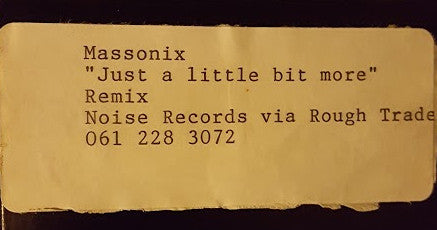 Massonix
"Just a little bit more"
Remix
Noise Records via Rough Trade
061 228 3072